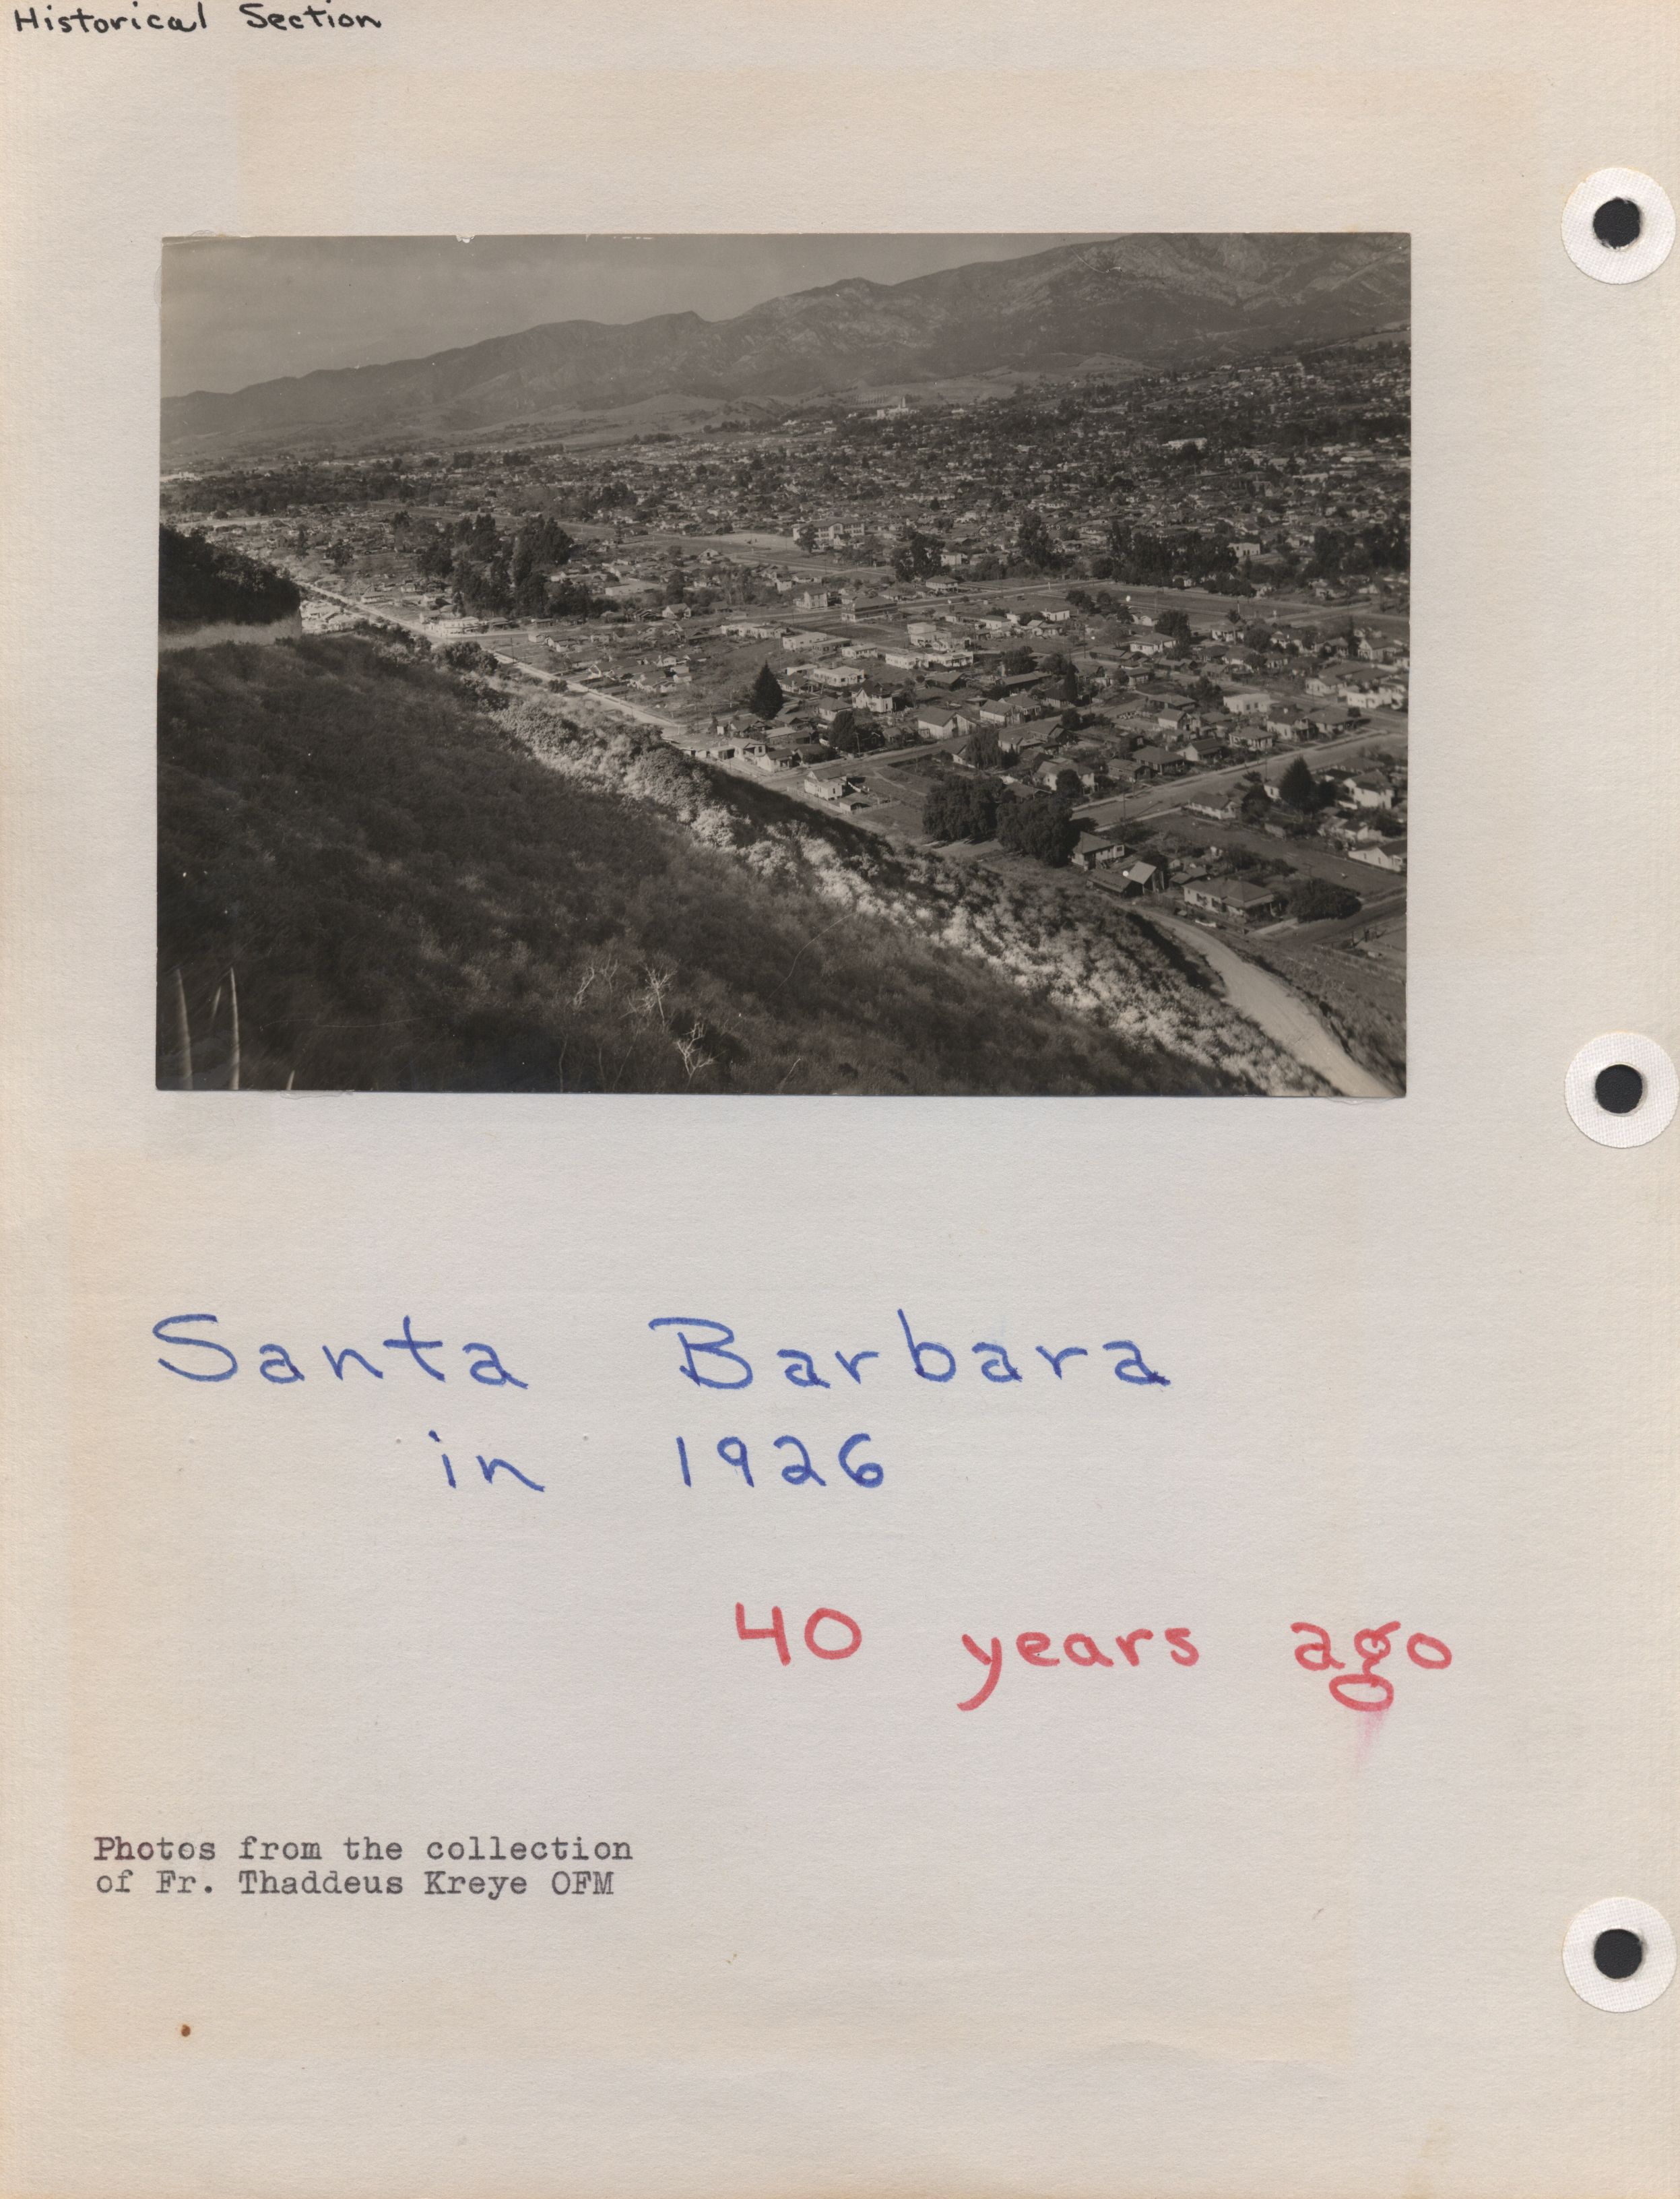 Historical Section
Santa Barbara
in 1926
40 years ago
Photos from the collection
of Fr. Thaddeus Kreye OFM